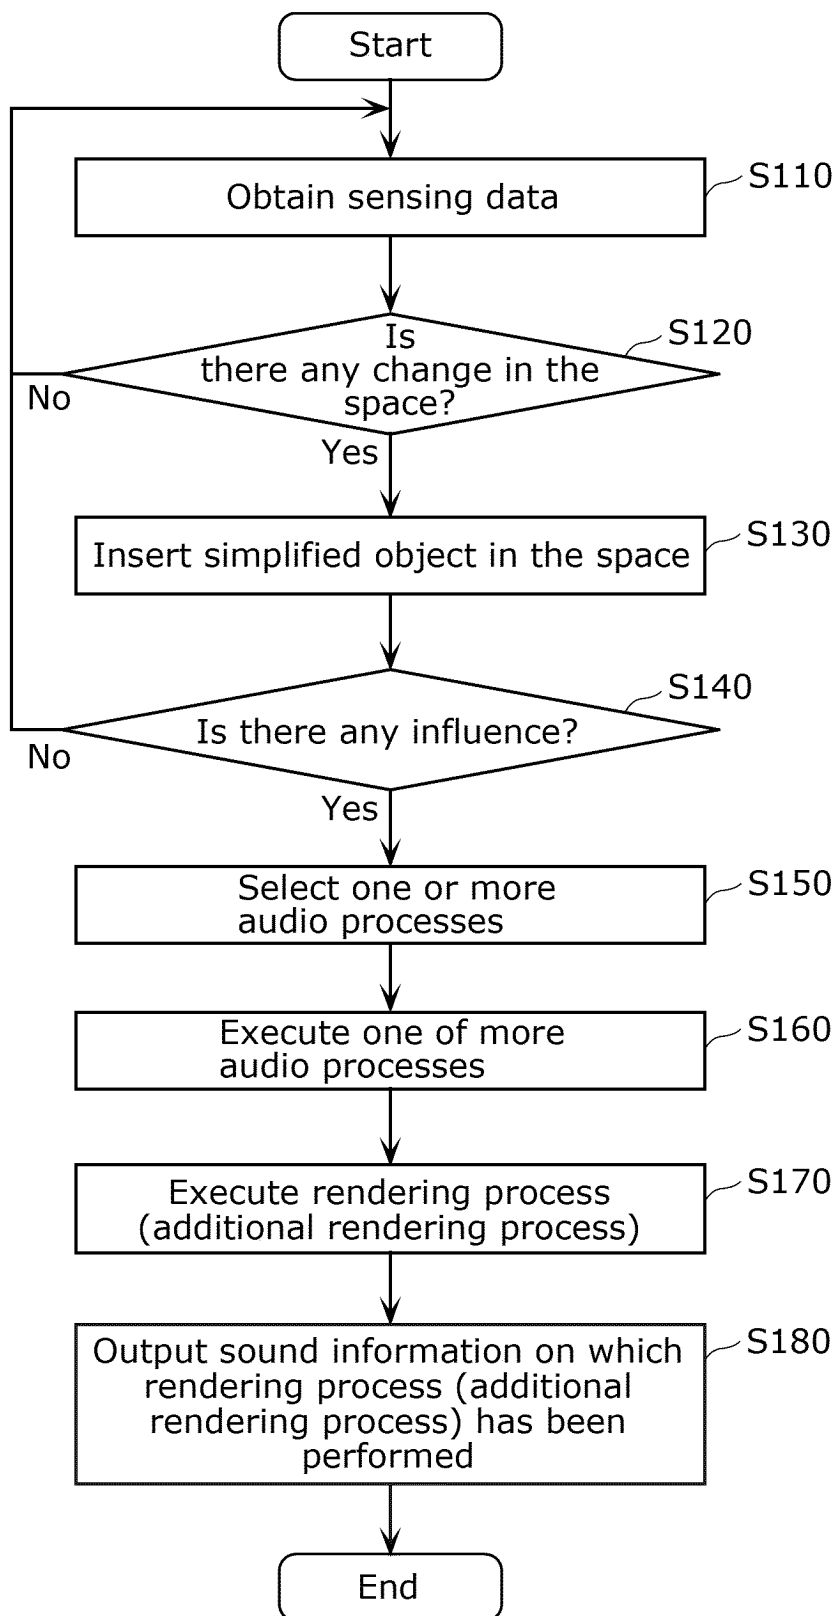 Start
Obtain sensing data
S110
Is
there any change in the
space?
S120
No
Yes
Insert simplified object in the space
S130
Is there any influence?
S140
No
Yes
Select one or more
audio processes
S150
Execute one of more
audio processes
S160
Execute rendering process
(additional rendering process)
S170
Output sound information on which
rendering process (additional
rendering process) has been
performed
S180
End